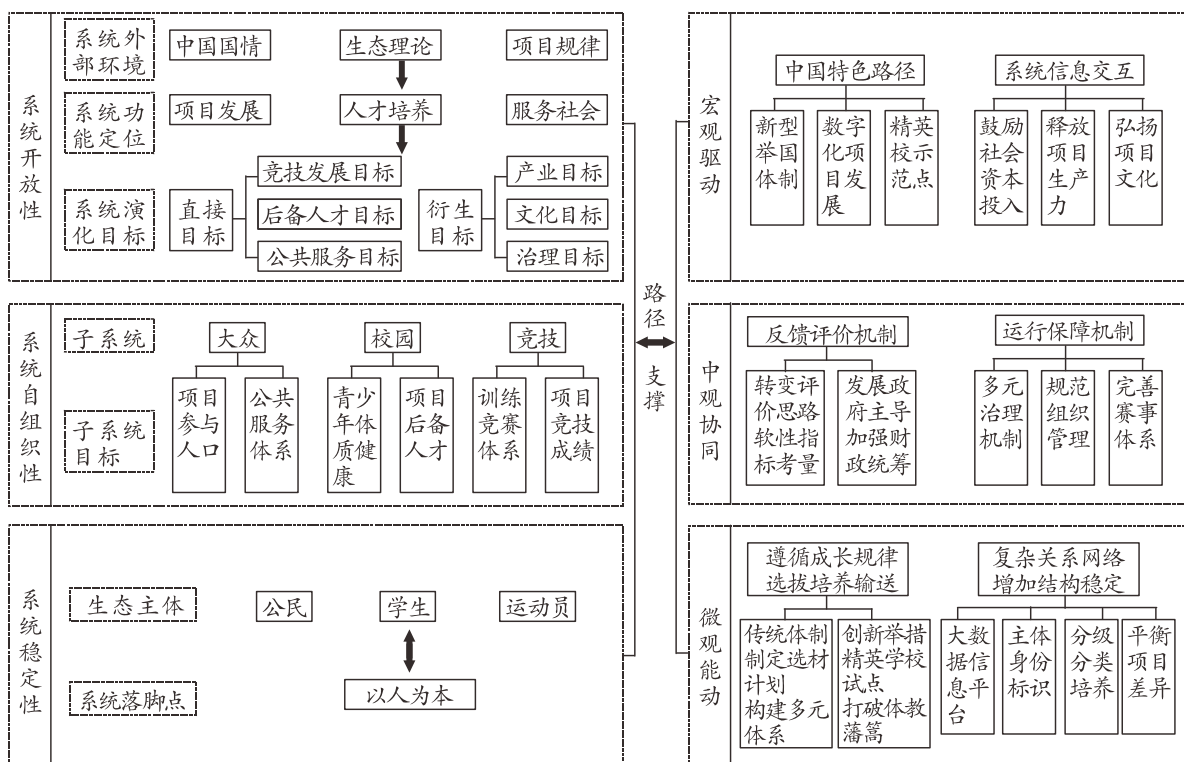 系统开放性
系统外
部环境
中国国情
生态理论
项目规律
系统功
能定位
项目发展
人才培养
服务社会
系统演
化目标
直接
目标
竞技发展目标
后备人才目标
公共服务目标
衍生
目标
产业目标
文化目标
治理目标
系统自组织性
子系统
大众
校园
竞技
子系统
目标
项目
参与
人口
公共
服务
体系
青少
年体
质健
康
项目
后备
人才
训练
竞赛
体系
项目
竞技
成绩
系统稳定性
生态主体
公民
学生
运动员
系统落脚点
以人为本
路径
支撑
宏观驱动
中国特色路径
新型
举国
体制
数字
化项
目发
展
精英
校示
范点
系统信息交互
鼓励
社会
资本
投入
释放
项目
生产
力
弘扬
项目
文化
中观协同
反馈评价机制
转变评
价思路
软性指
标考量
发展政
府主导
加强财
政统筹
运行保障机制
多元
治理
机制
规范
组织
管理
完善
赛事
体系
微观能动
遵循成长规律
选拔培养输送
传统体制
制定选材
计划
构建多元
体系
创新举措
精英学校
试点
打破体教
藩篱
复杂关系网络
增加结构稳定
大数
据信
息平
台
主体
身份
标识
分级
分类
培养
平衡
项目
差异